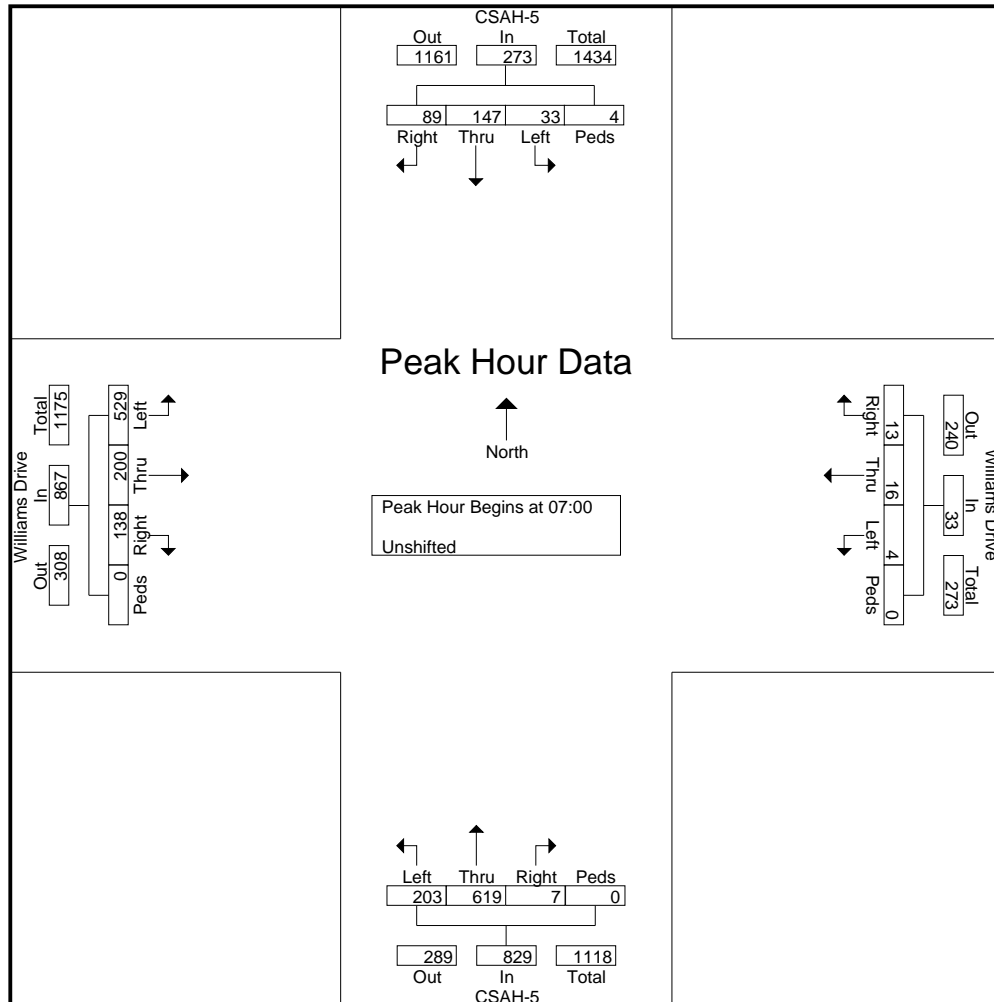 CSAH-5
Out In Total
1161 273 1434
89 147 33 4
Right Thru Left Peds
Peak Hour Data
North
Peak Hour Begins at 07:00
Unshifted
Williams Drive
Total In Out
1175 867 308
529 200 138 0
Left Thru Right Peds
Right Thru Left Peds
13 16 4 0
Out In Total
240 33 273
Williams Drive
Left Thru Right Peds
203 619 7 0
289 829 1118
Out In Total
CSAH-5